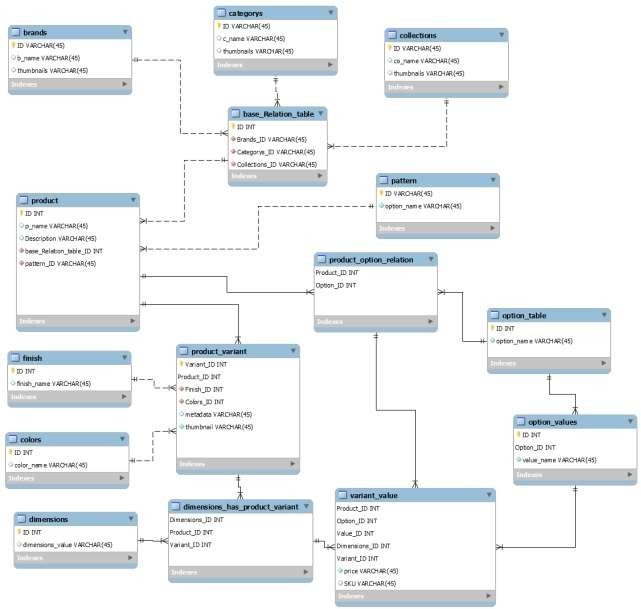 categorys
ID VARCHAR(45)
c_name VARCHAR(45)
thumbnails VARCHAR(45)
Indexes
brands
ID VARCHAR(45)
b_name VARCHAR(45)
thumbnails VARCHAR(45)
Indexes
collections
ID VARCHAR(45)
co_name VARCHAR(45)
thumbnails VARCHAR(45)
Indexes
base_Relation_table
ID INT
Brands_ID VARCHAR(45)
Categorys_ID VARCHAR(45)
Collections_ID VARCHAR(45)
Indexes
product
ID INT
p_name VARCHAR(45)
Description VARCHAR(45)
base_Relation_table_ID INT
pattern_ID VARCHAR(45)
Indexes
pattern
ID VARCHAR(45)
option_name VARCHAR(45)
Indexes
product_option_relation
Product_ID INT
Option_ID INT
Indexes
option_table
ID INT
option_name VARCHAR(45)
Indexes
finish
ID INT
finish_name VARCHAR(45)
Indexes
product_variant
Variant_ID INT
Product_ID INT
Finish_ID INT
Colors_ID INT
metadata VARCHAR(45)
thumbnail VARCHAR(45)
Indexes
option_values
ID INT
Option_ID INT
value_name VARCHAR(45)
Indexes
colors
ID INT
color_name VARCHAR(45)
Indexes
dimensions
ID INT
dimensions_value VARCHAR(45)
Indexes
dimensions_has_product_variant
Dimensions_ID INT
Product_ID INT
Variant_ID INT
Indexes
variant_value
Product_ID INT
Option_ID INT
Value_ID INT
Dimensions_ID INT
Variant_ID INT
price VARCHAR(45)
SKU VARCHAR(45)
Indexes